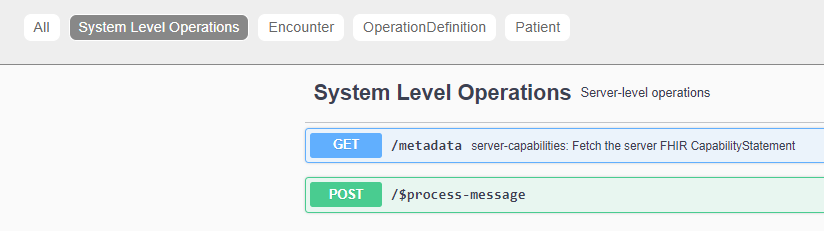 All System Level Operations Encounter OperationDefinition Patient
System Level Operations Server-level operations
GET /metadata server-capabilities: Fetch the server FHIR CapabilityStatement
POST /$process-message